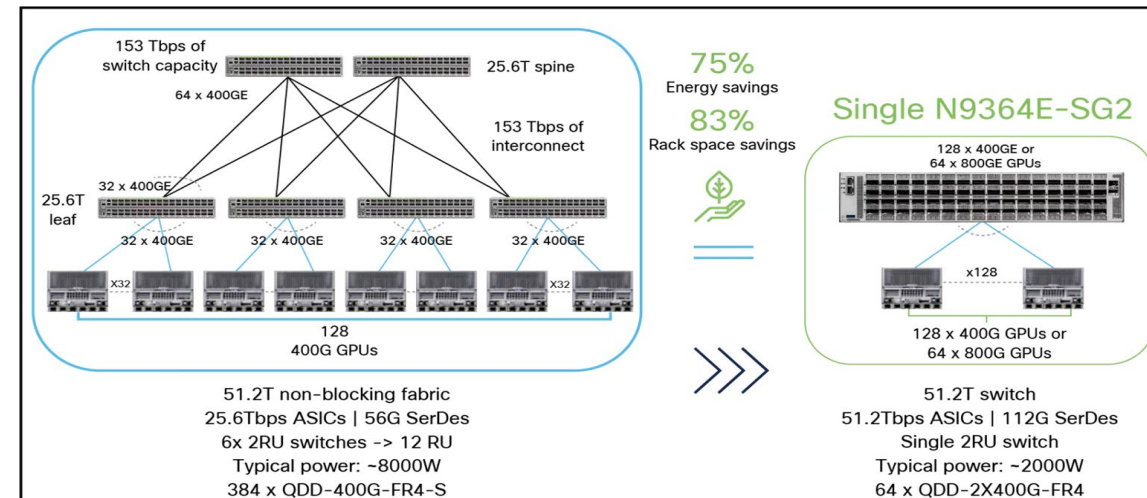 153 Tbps of
switch capacity
25.6T spine
64 x 400GE
153 Tbps of
interconnect
32 x 400GE
25.6T
leaf
32 x 400GE
32 x 400GE
32 x 400GE
32 x 400GE
X32
X32
128
400G GPUs
51.2T non-blocking fabric
25.6Tbps ASICs | 56G SerDes
6x 2RU switches -> 12 RU
Typical power: ~8000W
384 x QDD-400G-FR4-S
75%
Energy savings
83%
Rack space savings
Single N9364E-SG2
128 x 400GE or
64 x 800GE GPUs
x128
128 x 400G GPUs or
64 x 800G GPUs
51.2T switch
51.2Tbps ASICs | 112G SerDes
Single 2RU switch
Typical power: ~2000W
64 x QDD-2X400G-FR4